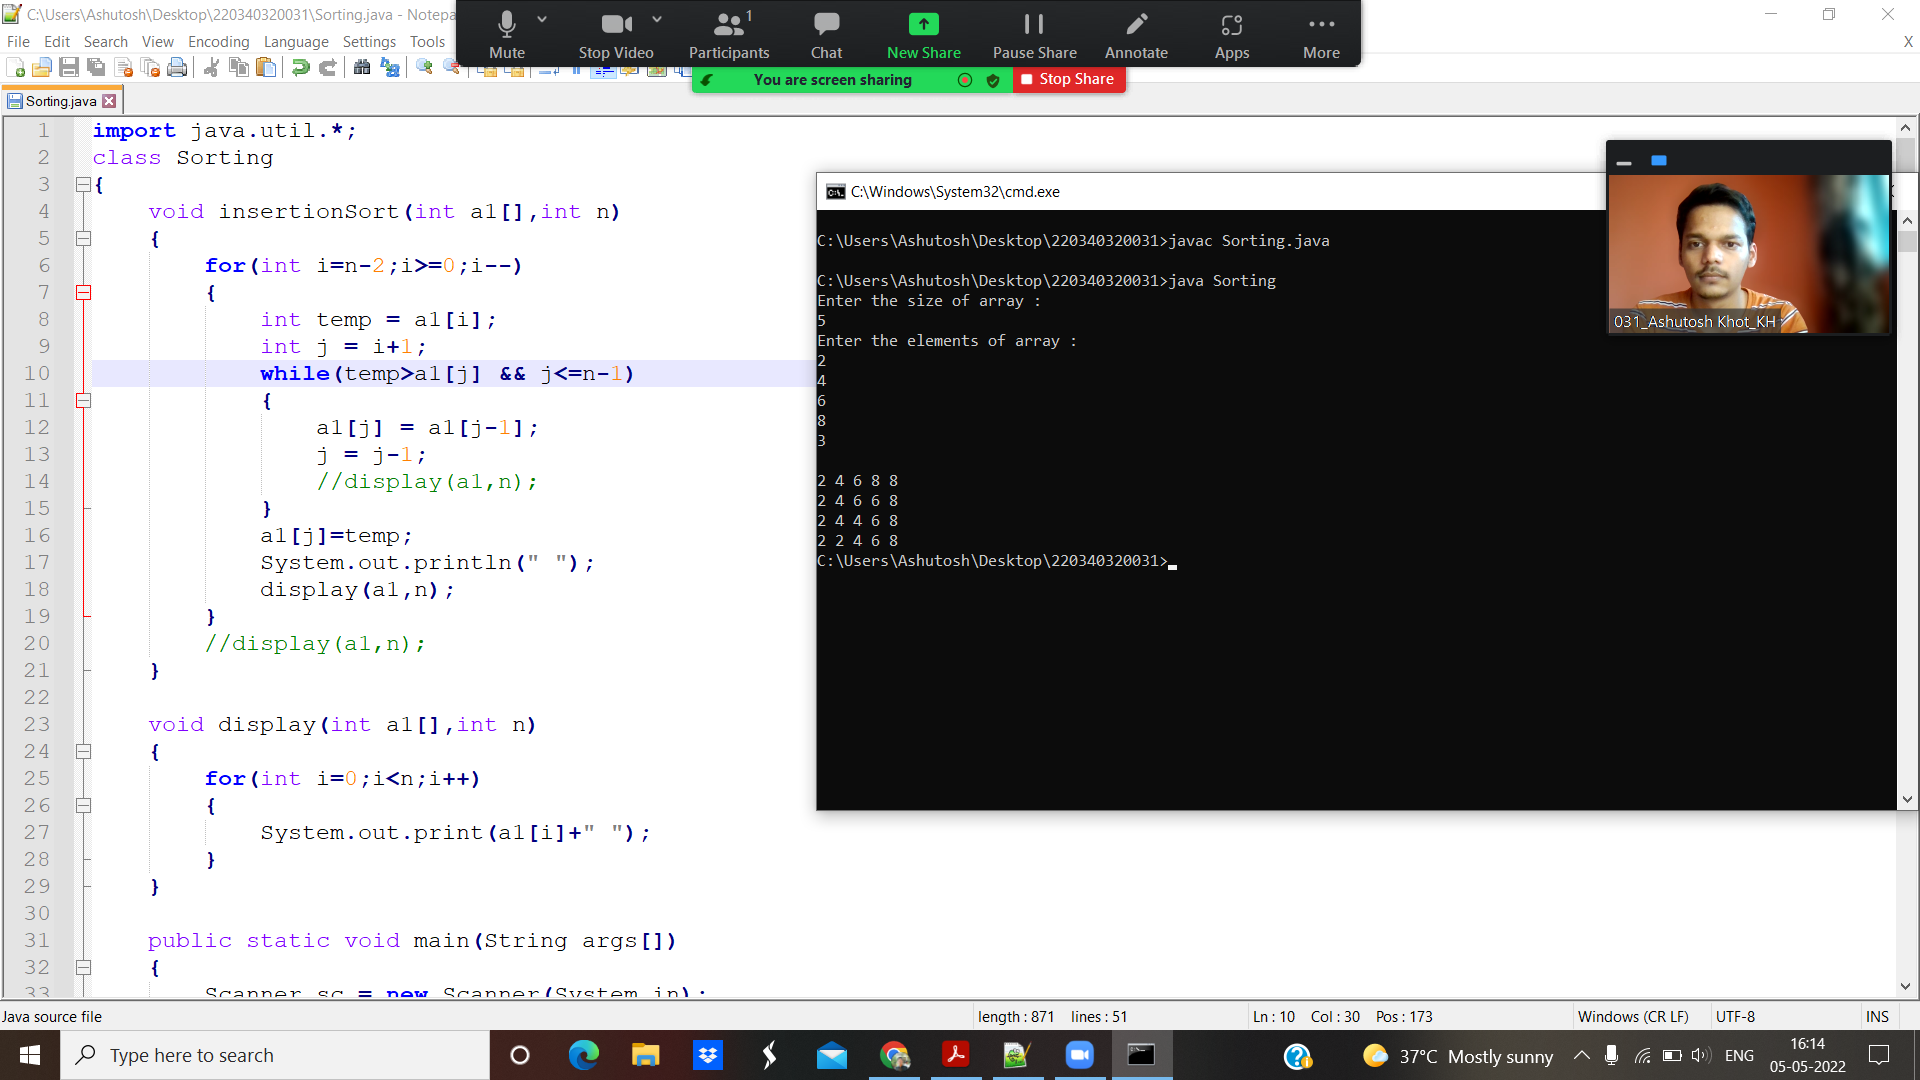 C:\Users\Ashutosh\Desktop\220340320031\Sorting.java - Notepa
File Edit Search View Encoding Language Settings Tools
X
Mute
Stop Video
1
Participants
Chat
New Share
Pause Share
Annotate
Apps
More
You are screen sharing
Stop Share
Sorting.java
1 import java.util.*;
2 class Sorting
3 {
4 void insertionSort(int a1[],int n)
5 {
6 for(int i=n-2;i>=0;i--)
7 {
8 int temp = a1[i];
9 int j = i+1;
10 while(temp>a1[j] && j<=n-1)
11 {
12 a1[j] = a1[j-1];
13 j = j-1;
14 //display(a1,n);
15 }
16 a1[j]=temp;
17 System.out.println(" ");
18 display(a1,n);
19 }
20 //display(a1,n);
21 }
22
23 void display(int a1[],int n)
24 {
25 for(int i=0;i<n;i++)
26 {
27 System.out.print(a1[i]+" ");
28 }
29 }
30
31 public static void main(String args[])
32 {
33 Scanner sc = new Scanner(System.in);
C:\Windows\System32\cmd.exe
C:\Users\Ashutosh\Desktop\220340320031>javac Sorting.java
C:\Users\Ashutosh\Desktop\220340320031>java Sorting
Enter the size of array :
5
Enter the elements of array :
2
4
6
8
3
2 4 6 8 8
2 4 6 6 8
2 4 4 6 8
2 2 4 6 8
C:\Users\Ashutosh\Desktop\220340320031>
031_Ashutosh Khot_KH
Java source file
length : 871 lines : 51
Ln : 10 Col : 30 Pos : 173
Windows (CR LF)
UTF-8
INS
Type here to search
37°C Mostly sunny
ENG
16:14
05-05-2022